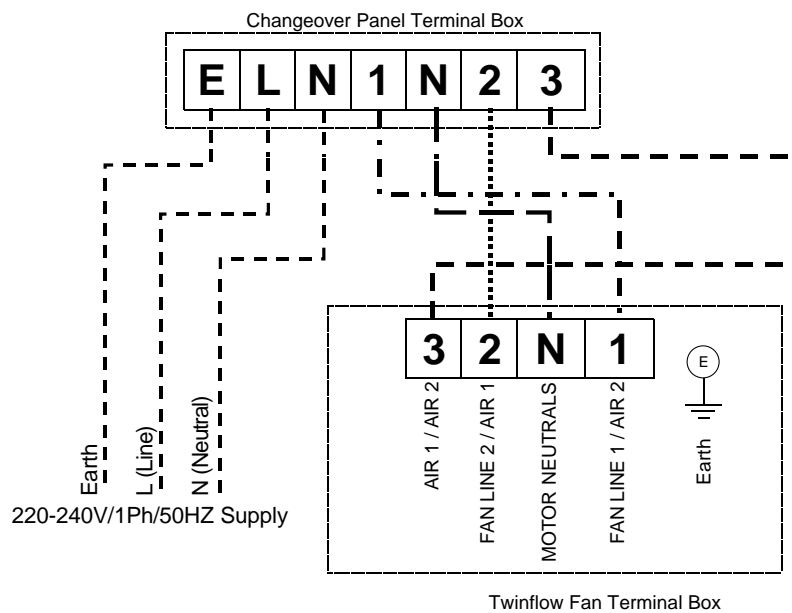 Changeover Panel Terminal Box
E L N 1 N 2 3
3 2 N 1
E
AIR 1 / AIR 2
FAN LINE 2 / AIR 1
MOTOR NEUTRALS
FAN LINE 1 / AIR 2
Earth
Earth
L (Line)
N (Neutral)
220-240V/1Ph/50HZ Supply
Twinflow Fan Terminal Box